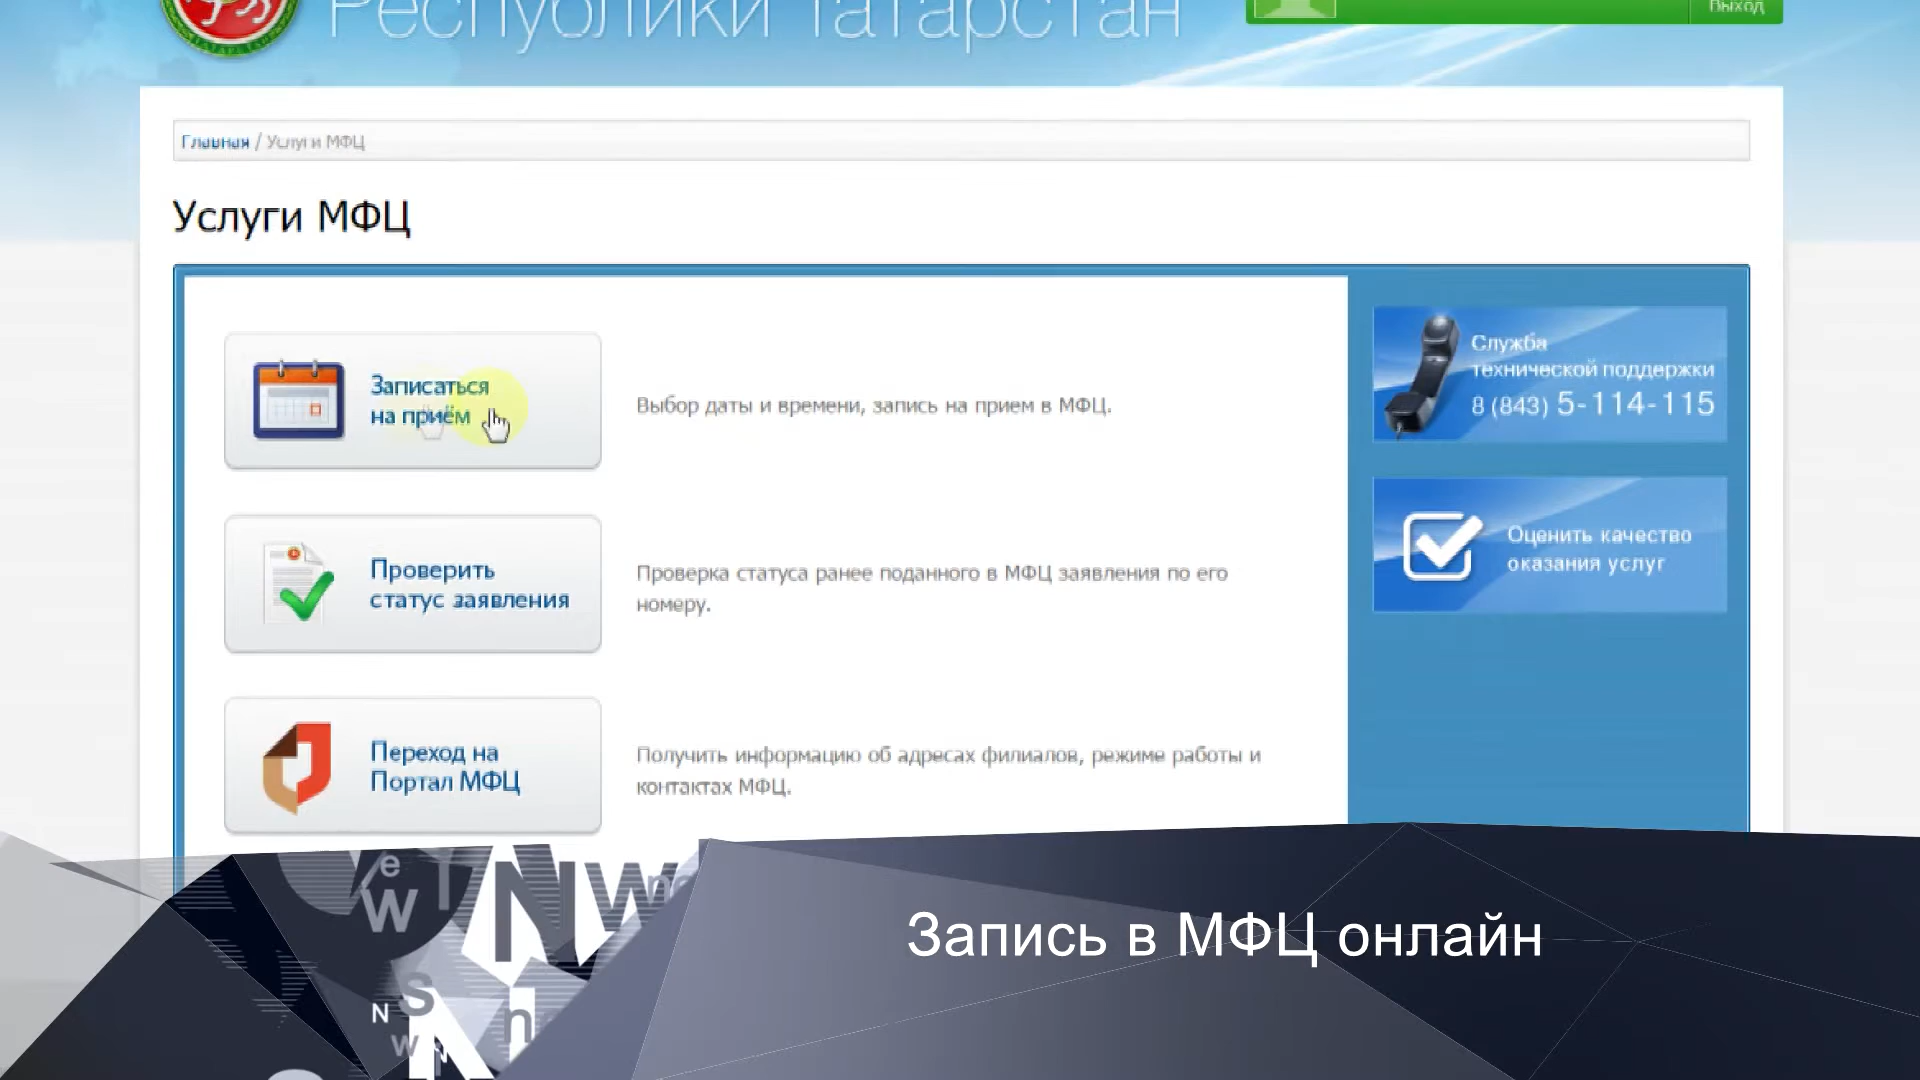 Республики Татарстан
Выход
Главная / Услуги МФЦ
Услуги МФЦ
Записаться
на приём
Выбор даты и времени, запись на прием в МФЦ.
Проверить
статус заявления
Проверка статуса ранее поданного в МФЦ заявления по его
номеру.
Переход на
Портал МФЦ
Получить информацию об адресах филиалов, режиме работы и
контактах МФЦ.
Служба
технической поддержки
8 (843) 5-114-115
Оценить качество
оказания услуг
Запись в МФЦ онлайн